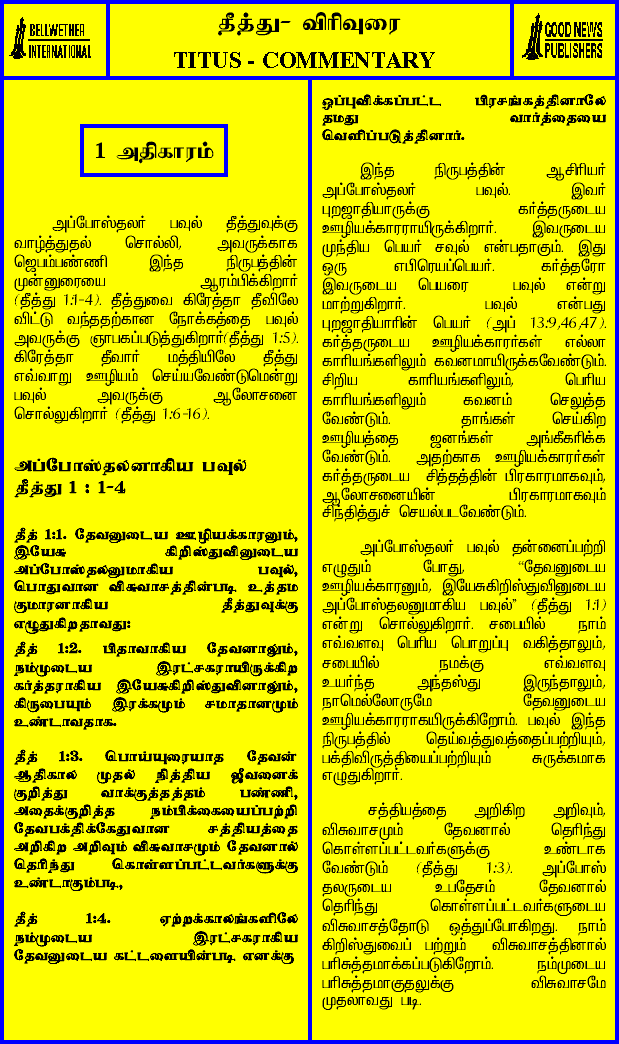 BELLWETHER
INTERNATIONAL
தீத்து- விரிவுரை
TITUS - COMMENTARY
GOOD NEWS
PUBLISHERS
1 அதிகாரம்
அப்போஸ்தலர் பவுல் தீத்துவுக்கு
வாழ்த்துதல் சொல்லி, அவருக்காக
ஜெபம்பண்ணி இந்த நிருபத்தின்
முன்னுரையை ஆரம்பிக்கிறார்
(தீத்து 1:1-4). தீத்துவை கிரேத்தா தீவிலே
விட்டு வந்ததற்கான நோக்கத்தை பவுல்
அவருக்கு ஞாபகப்படுத்துகிறார்(தீத்து 1:5).
கிரேத்தா தீவார் மத்தியிலே தீத்து
எவ்வாறு ஊழியம் செய்யவேண்டுமென்று
பவுல் அவருக்கு ஆலோசனை
சொல்லுகிறார் (தீத்து 1:6-16).
அப்போஸ்தலனாகிய பவுல்
தீத்து 1 : 1-4
தீத் 1:1. தேவனுடைய ஊழியக்காரனும்,
இயேசு கிறிஸ்துவினுடைய
அப்போஸ்தலனுமாகிய பவுல்,
பொதுவான விசுவாசத்தின்படி உத்தம
குமாரனாகிய தீத்துவுக்கு
எழுதுகிறதாவது:
தீத் 1:2. பிதாவாகிய தேவனாலும்,
நம்முடைய இரட்சகராயிருக்கிற
கர்த்தராகிய இயேசுகிறிஸ்துவினாலும்,
கிருபையும் இரக்கமும் சமாதானமும்
உண்டாவதாக.
தீத் 1:3. பொய்யுரையாத தேவன்
ஆதிகால முதல் நித்திய ஜீவனைக்
குறித்து வாக்குத்தத்தம் பண்ணி,
அதைக்குறித்த நம்பிக்கையைப்பற்றி
தேவபக்திக்கேதுவான சத்தியத்தை
அறிகிற அறிவும் விசுவாசமும் தேவனால்
தெரிந்து கொள்ளப்பட்டவர்களுக்கு
உண்டாகும்படி,
தீத் 1:4. ஏற்றக்காலங்களிலே
நம்முடைய இரட்சகராகிய
தேவனுடைய கட்டளையின்படி எனக்கு
ஒப்புவிக்கப்பட்ட பிரசங்கத்தினாலே
தமது வார்த்தையை
வெளிப்படுத்தினார்.
இந்த நிருபத்தின் ஆசிரியர்
அப்போஸ்தலர் பவுல். இவர்
புறஜாதியாருக்கு கர்த்தருடைய
ஊழியக்காரராயிருக்கிறார். இவருடைய
முந்திய பெயர் சவுல் என்பதாகும். இது
ஒரு எபிரெயப்பெயர். கர்த்தரோ
இவருடைய பெயரை பவுல் என்று
மாற்றுகிறார். பவுல் என்பது
புறஜாதியாரின் பெயர் (அப் 13:9,46,47).
கர்த்தருடைய ஊழியக்காரர்கள் எல்லா
காரியங்களிலும் கவனமாயிருக்கவேண்டும்.
சிறிய காரியங்களிலும், பெரிய
காரியங்களிலும் கவனம் செலுத்த
வேண்டும். தாங்கள் செய்கிற
ஊழியத்தை ஜனங்கள் அங்கீகரிக்க
வேண்டும். அதற்காக ஊழியக்காரர்கள்
கர்த்தருடைய சித்தத்தின் பிரகாரமாகவும்,
ஆலோசனையின் பிரகாரமாகவும்
சிந்தித்துச் செயல்படவேண்டும்.
அப்போஸ்தலர் பவுல் தன்னைப்பற்றி
எழுதும் போது, "தேவனுடைய
ஊழியக்காரனும், இயேசுகிறிஸ்துவினுடைய
அப்போஸ்தலனுமாகிய பவுல்" (தீத்து 1:1)
என்று சொல்லுகிறார். சபையில் நாம்
எவ்வளவு பெரிய பொறுப்பு வகித்தாலும்,
சபையில் நமக்கு எவ்வளவு
உயர்ந்த அந்தஸ்து இருந்தாலும்,
நாமெல்லோருமே தேவனுடைய
ஊழியக்காரராகயிருக்கிறோம். பவுல் இந்த
நிருபத்தில் தெய்வத்துவத்தைப்பற்றியும்,
பக்திவிருத்தியைப்பற்றியும் சுருக்கமாக
எழுதுகிறார்.
சத்தியத்தை அறிகிற அறிவும்,
விசுவாசமும் தேவனால் தெரிந்து
கொள்ளப்பட்டவர்களுக்கு உண்டாக
வேண்டும் (தீத்து 1:3). அப்போஸ்
தலருடைய உபதேசம் தேவனால்
தெரிந்து கொள்ளப்பட்டவர்களுடைய
விசுவாசத்தோடு ஒத்துப்போகிறது. நாம்
கிறிஸ்துவைப் பற்றும் விசுவாசத்தினால்
பரிசுத்தமாக்கப்படுகிறோம். நம்முடைய
பரிசுத்தமாகுதலுக்கு விசுவாசமே
முதலாவது படி.